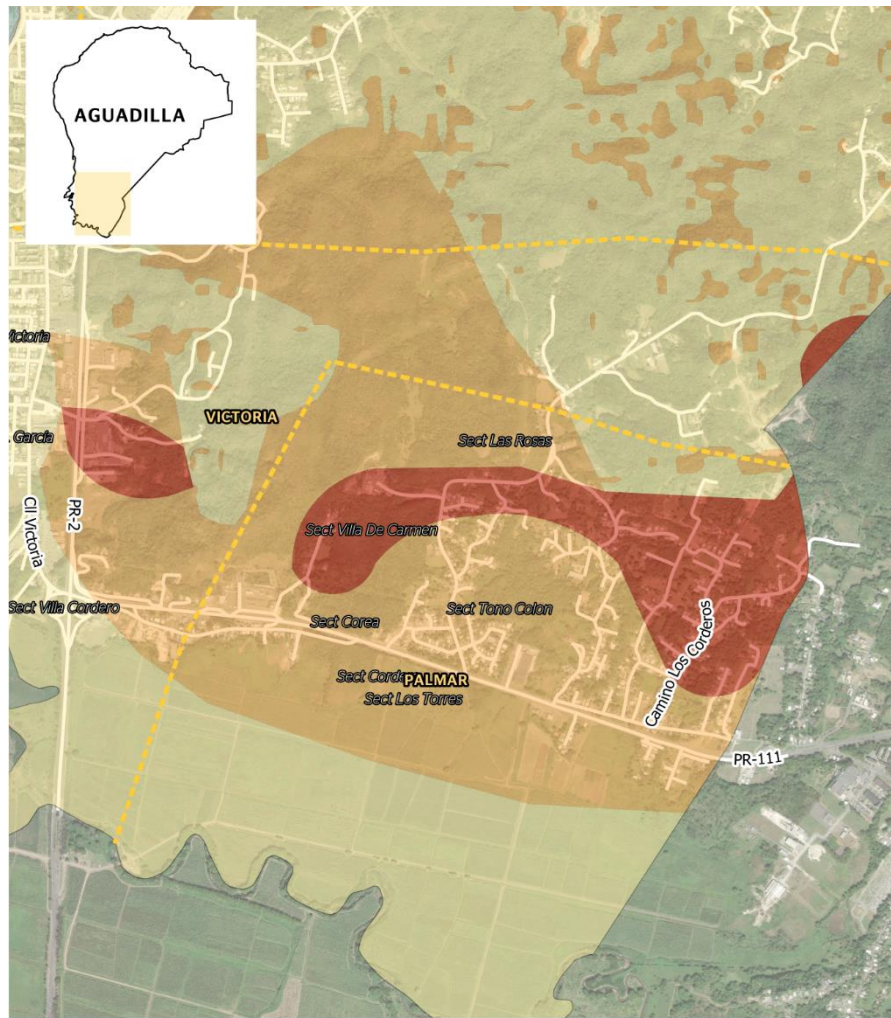 AGUADILLA
Victoria
VICTORIA
García
Sect Las Rosas
Cll Victoria
PR-2
Sect Villa De Carmen
Sect Villa Cordero
Sect Corea
Sect Tono Colon
Camino Los Corderos
PALMAR
Sect Los Torres
PR-111